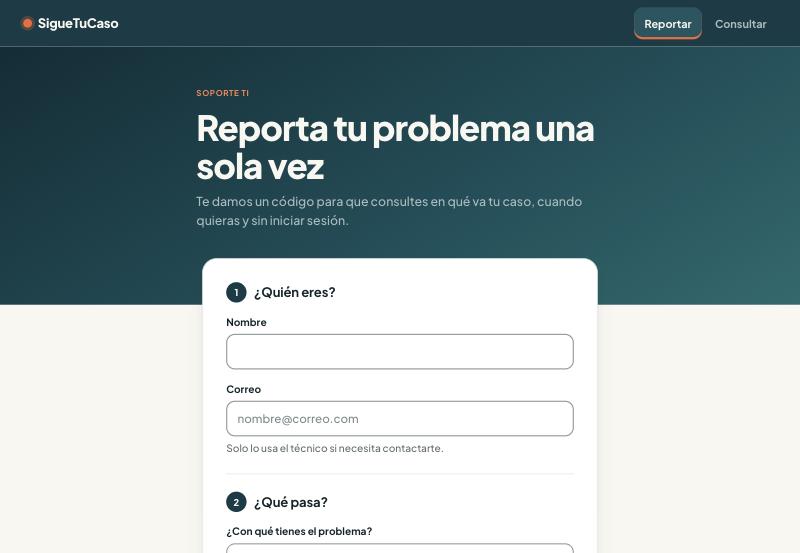 SigueTuCaso
Reportar
Consultar
SOPORTE TI
Reporta tu problema una
sola vez
Te damos un código para que consultes en qué va tu caso, cuando
quieras y sin iniciar sesión.
1 ¿Quién eres?
Nombre
Correo
nombre@correo.com
Solo lo usa el técnico si necesita contactarte.
2 ¿Qué pasa?
¿Con qué tienes el problema?